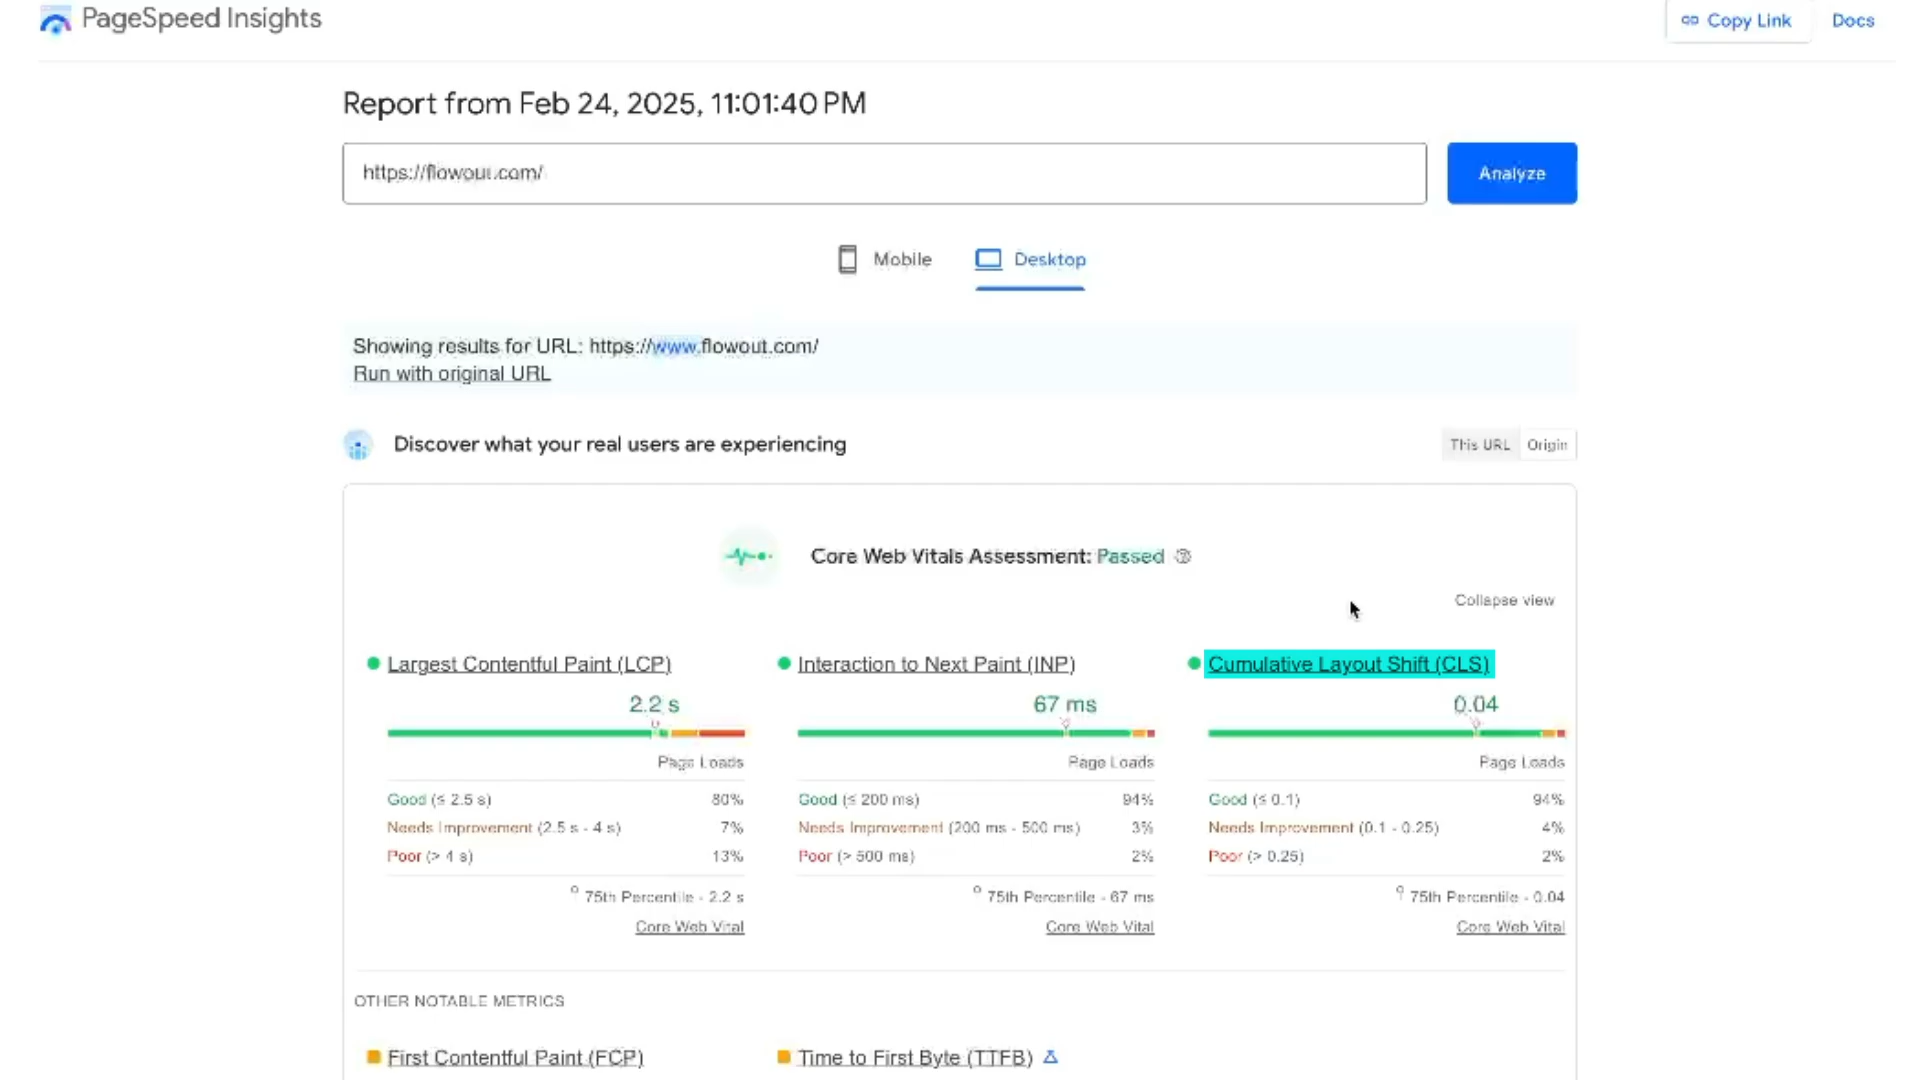 PageSpeed Insights
Copy Link
Docs
Report from Feb 24, 2025, 11:01:40 PM
https://flowout.com/
Analyze
Mobile
Desktop
Showing results for URL: https://www.flowout.com/
Run with original URL
Discover what your real users are experiencing
This URL
Origin
Core Web Vitals Assessment: Passed
Collapse view
Largest Contentful Paint (LCP)
2.2 s
Page Loads
Good (≤ 2.5 s) 80%
Needs Improvement (2.5 s - 4 s) 7%
Poor (> 4 s) 13%
75th Percentile - 2.2 s
Core Web Vital
Interaction to Next Paint (INP)
67 ms
Page Loads
Good (≤ 200 ms) 94%
Needs Improvement (200 ms - 500 ms) 3%
Poor (> 500 ms) 2%
75th Percentile - 67 ms
Core Web Vital
Cumulative Layout Shift (CLS)
0.04
Page Loads
Good (≤ 0.1) 94%
Needs Improvement (0.1 - 0.25) 4%
Poor (> 0.25) 2%
75th Percentile - 0.04
Core Web Vital
OTHER NOTABLE METRICS
First Contentful Paint (FCP)
Time to First Byte (TTFB)